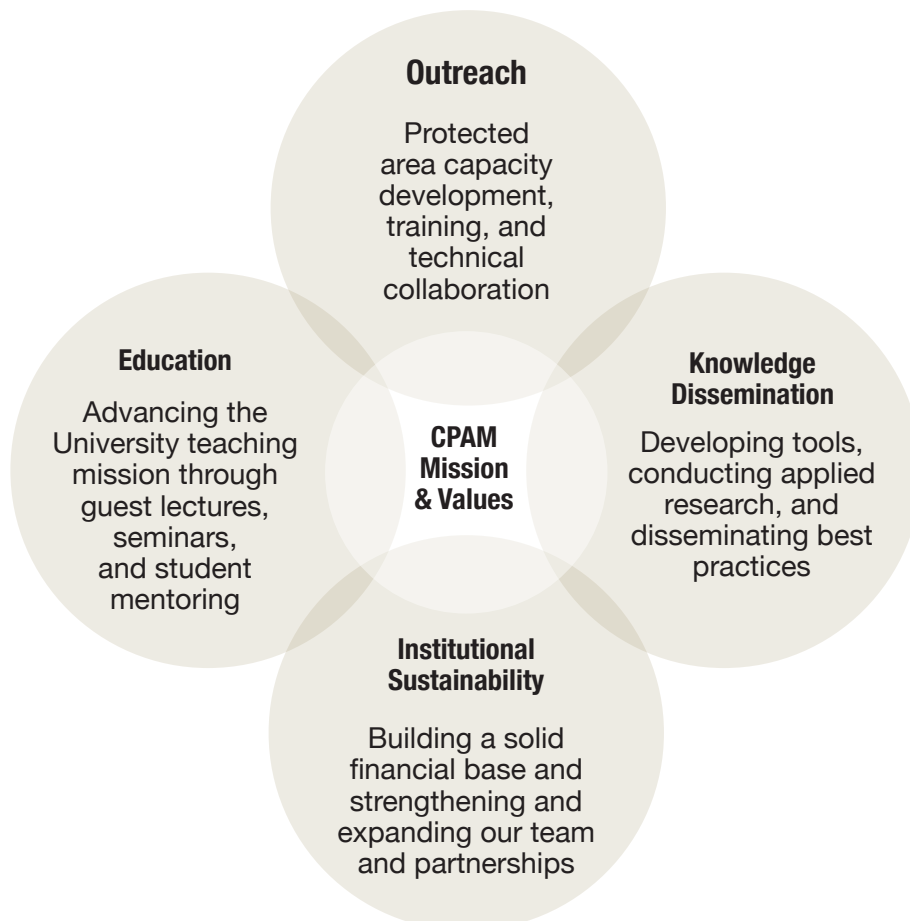 Outreach
Protected
area capacity
development,
training, and
technical
collaboration
Education
Advancing the
University teaching
mission through
guest lectures,
seminars,
and student
mentoring
CPAM
Mission
& Values
Knowledge
Dissemination
Developing tools,
conducting applied
research, and
disseminating best
practices
Institutional
Sustainability
Building a solid
financial base and
strengthening and
expanding our team
and partnerships